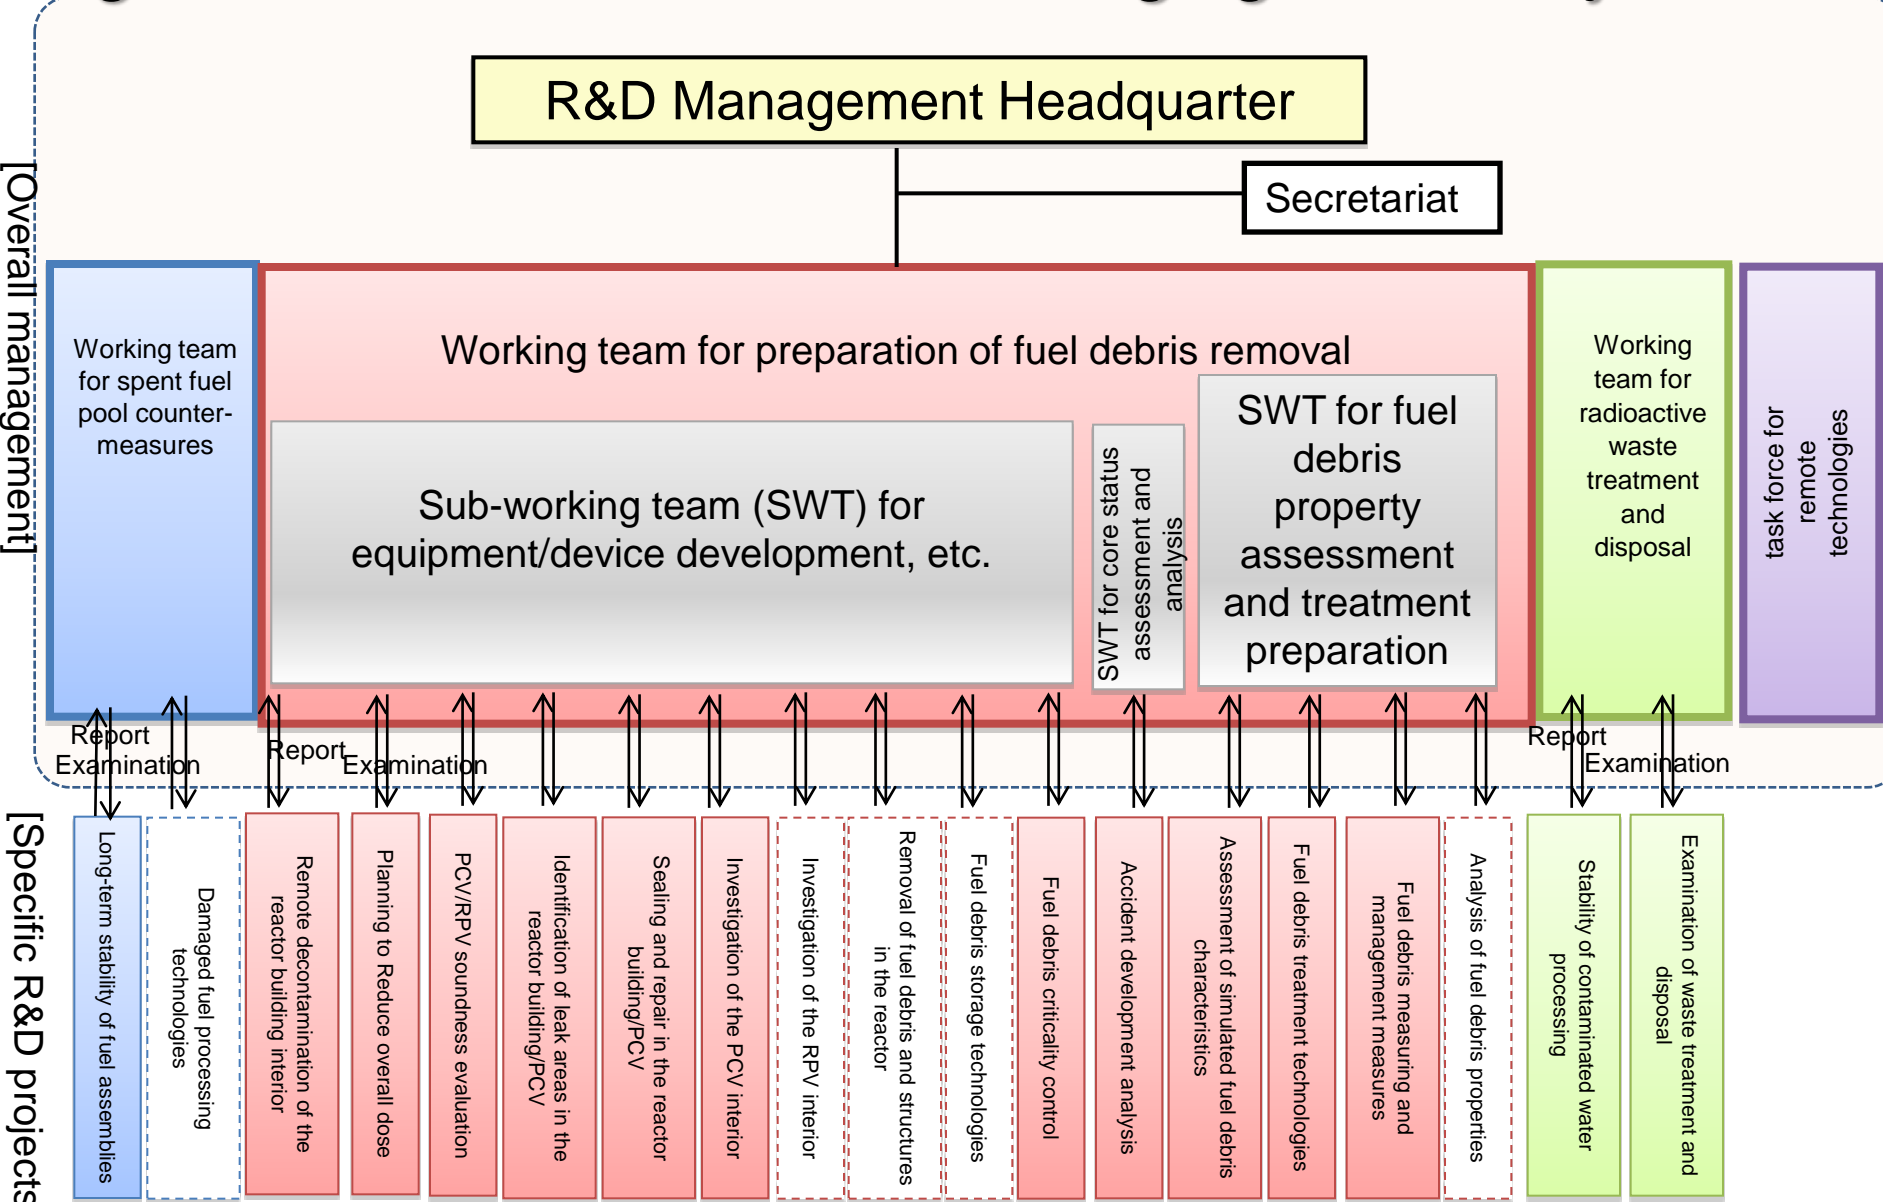 R&D Management Headquarter
Secretariat
[Overall management]
Working team
for spent fuel
pool counter-
measures
Working team for preparation of fuel debris removal
Sub-working team (SWT) for
equipment/device development, etc.
SWT for core status
assessment and
analysis
SWT for fuel
debris
property
assessment
and treatment
preparation
Working
team for
radioactive
waste
treatment
and
disposal
task force for
remote
technologies
Report
Examination
Report
Examination
Report
Examination
[Specific R&D projects
Long-term stability of fuel assemblies
Damaged fuel processing
technologies
Remote decontamination of the
reactor building interior
Planning to Reduce overall dose
PCV/RPV soundness evaluation
Identification of leak areas in the
reactor building/PCV
Sealing and repair in the reactor
building/PCV
Investigation of the PCV interior
Investigation of the RPV interior
Removal of fuel debris and structures
in the reactor
Fuel debris storage technologies
Fuel debris criticality control
Accident development analysis
Assessment of simulated fuel debris
characteristics
Fuel debris treatment technologies
Fuel debris measuring and
management measures
Analysis of fuel debris properties
Stability of contaminated water
processing
Examination of waste treatment and
disposal